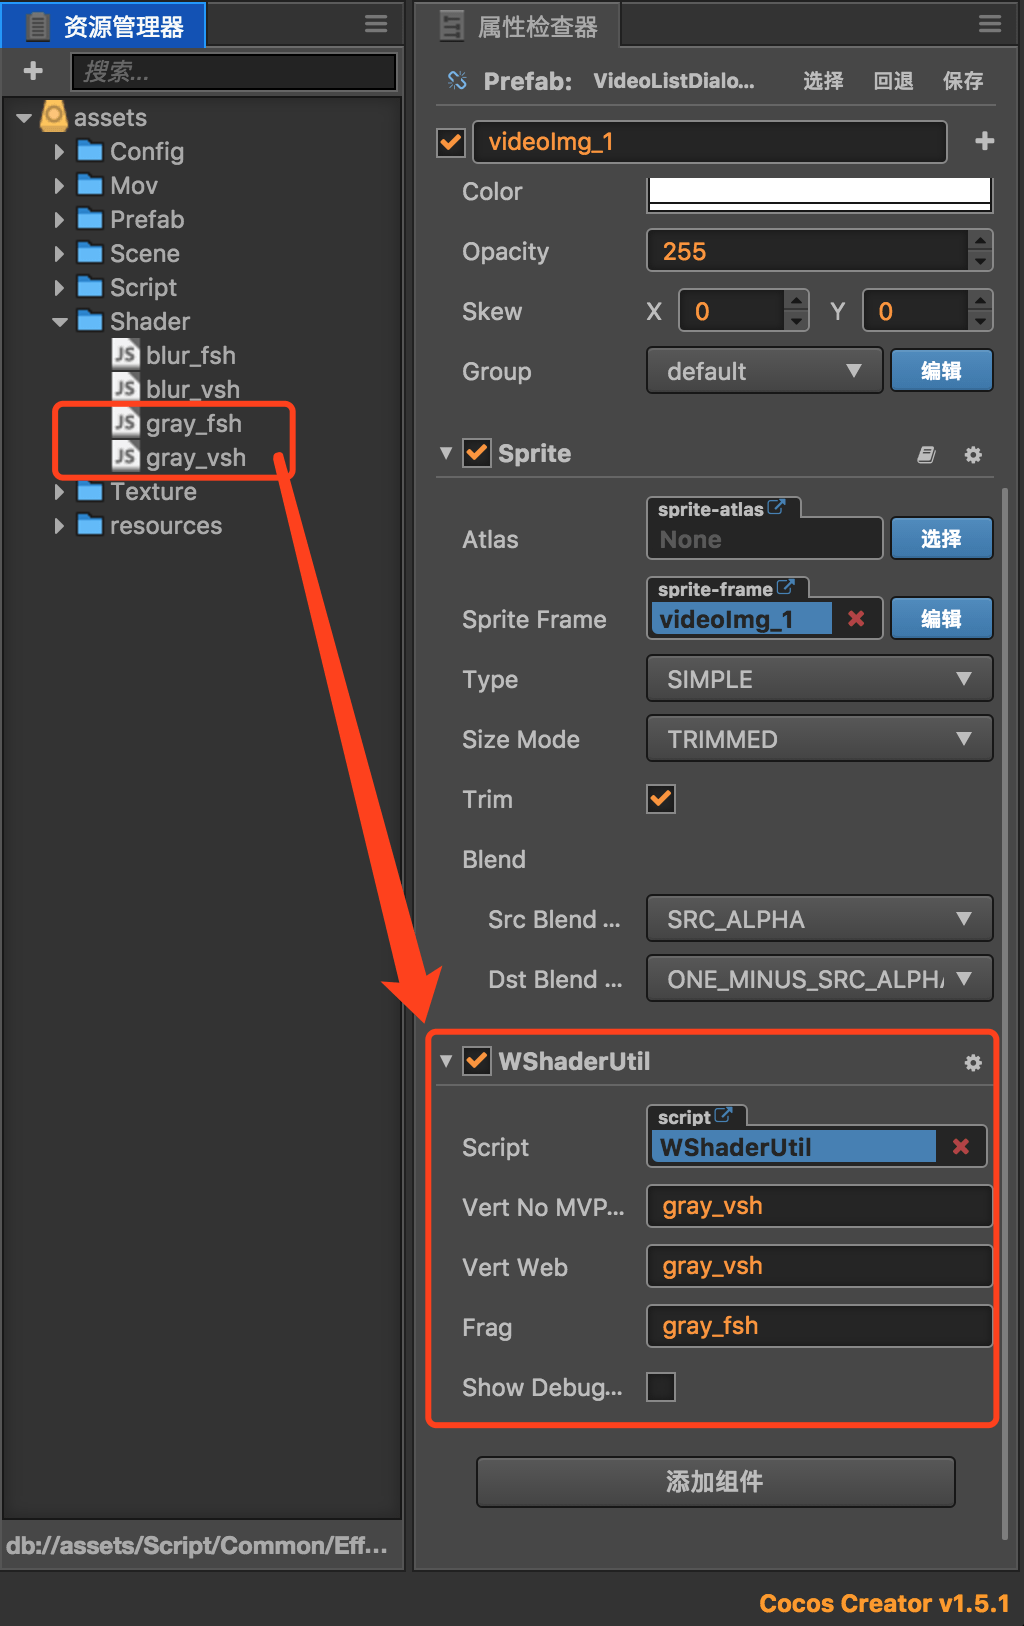 资源管理器
搜索...
assets
Config
Mov
Prefab
Scene
Script
Shader
JS blur_fsh
JS blur_vsh
JS gray_fsh
JS gray_vsh
Texture
resources
db://assets/Script/Common/Eff...
属性检查器
Prefab: VideoListDialo... 选择 回退 保存
videoImg_1
Color
Opacity 255
Skew X 0 Y 0
Group default 编辑
Sprite
sprite-atlas
Atlas None 选择
sprite-frame
Sprite Frame videoImg_1 编辑
Type SIMPLE
Size Mode TRIMMED
Trim
Blend
Src Blend ... SRC_ALPHA
Dst Blend ... ONE_MINUS_SRC_ALPHA
WShaderUtil
script
Script WShaderUtil
Vert No MVP... gray_vsh
Vert Web gray_vsh
Frag gray_fsh
Show Debug...
添加组件
Cocos Creator v1.5.1